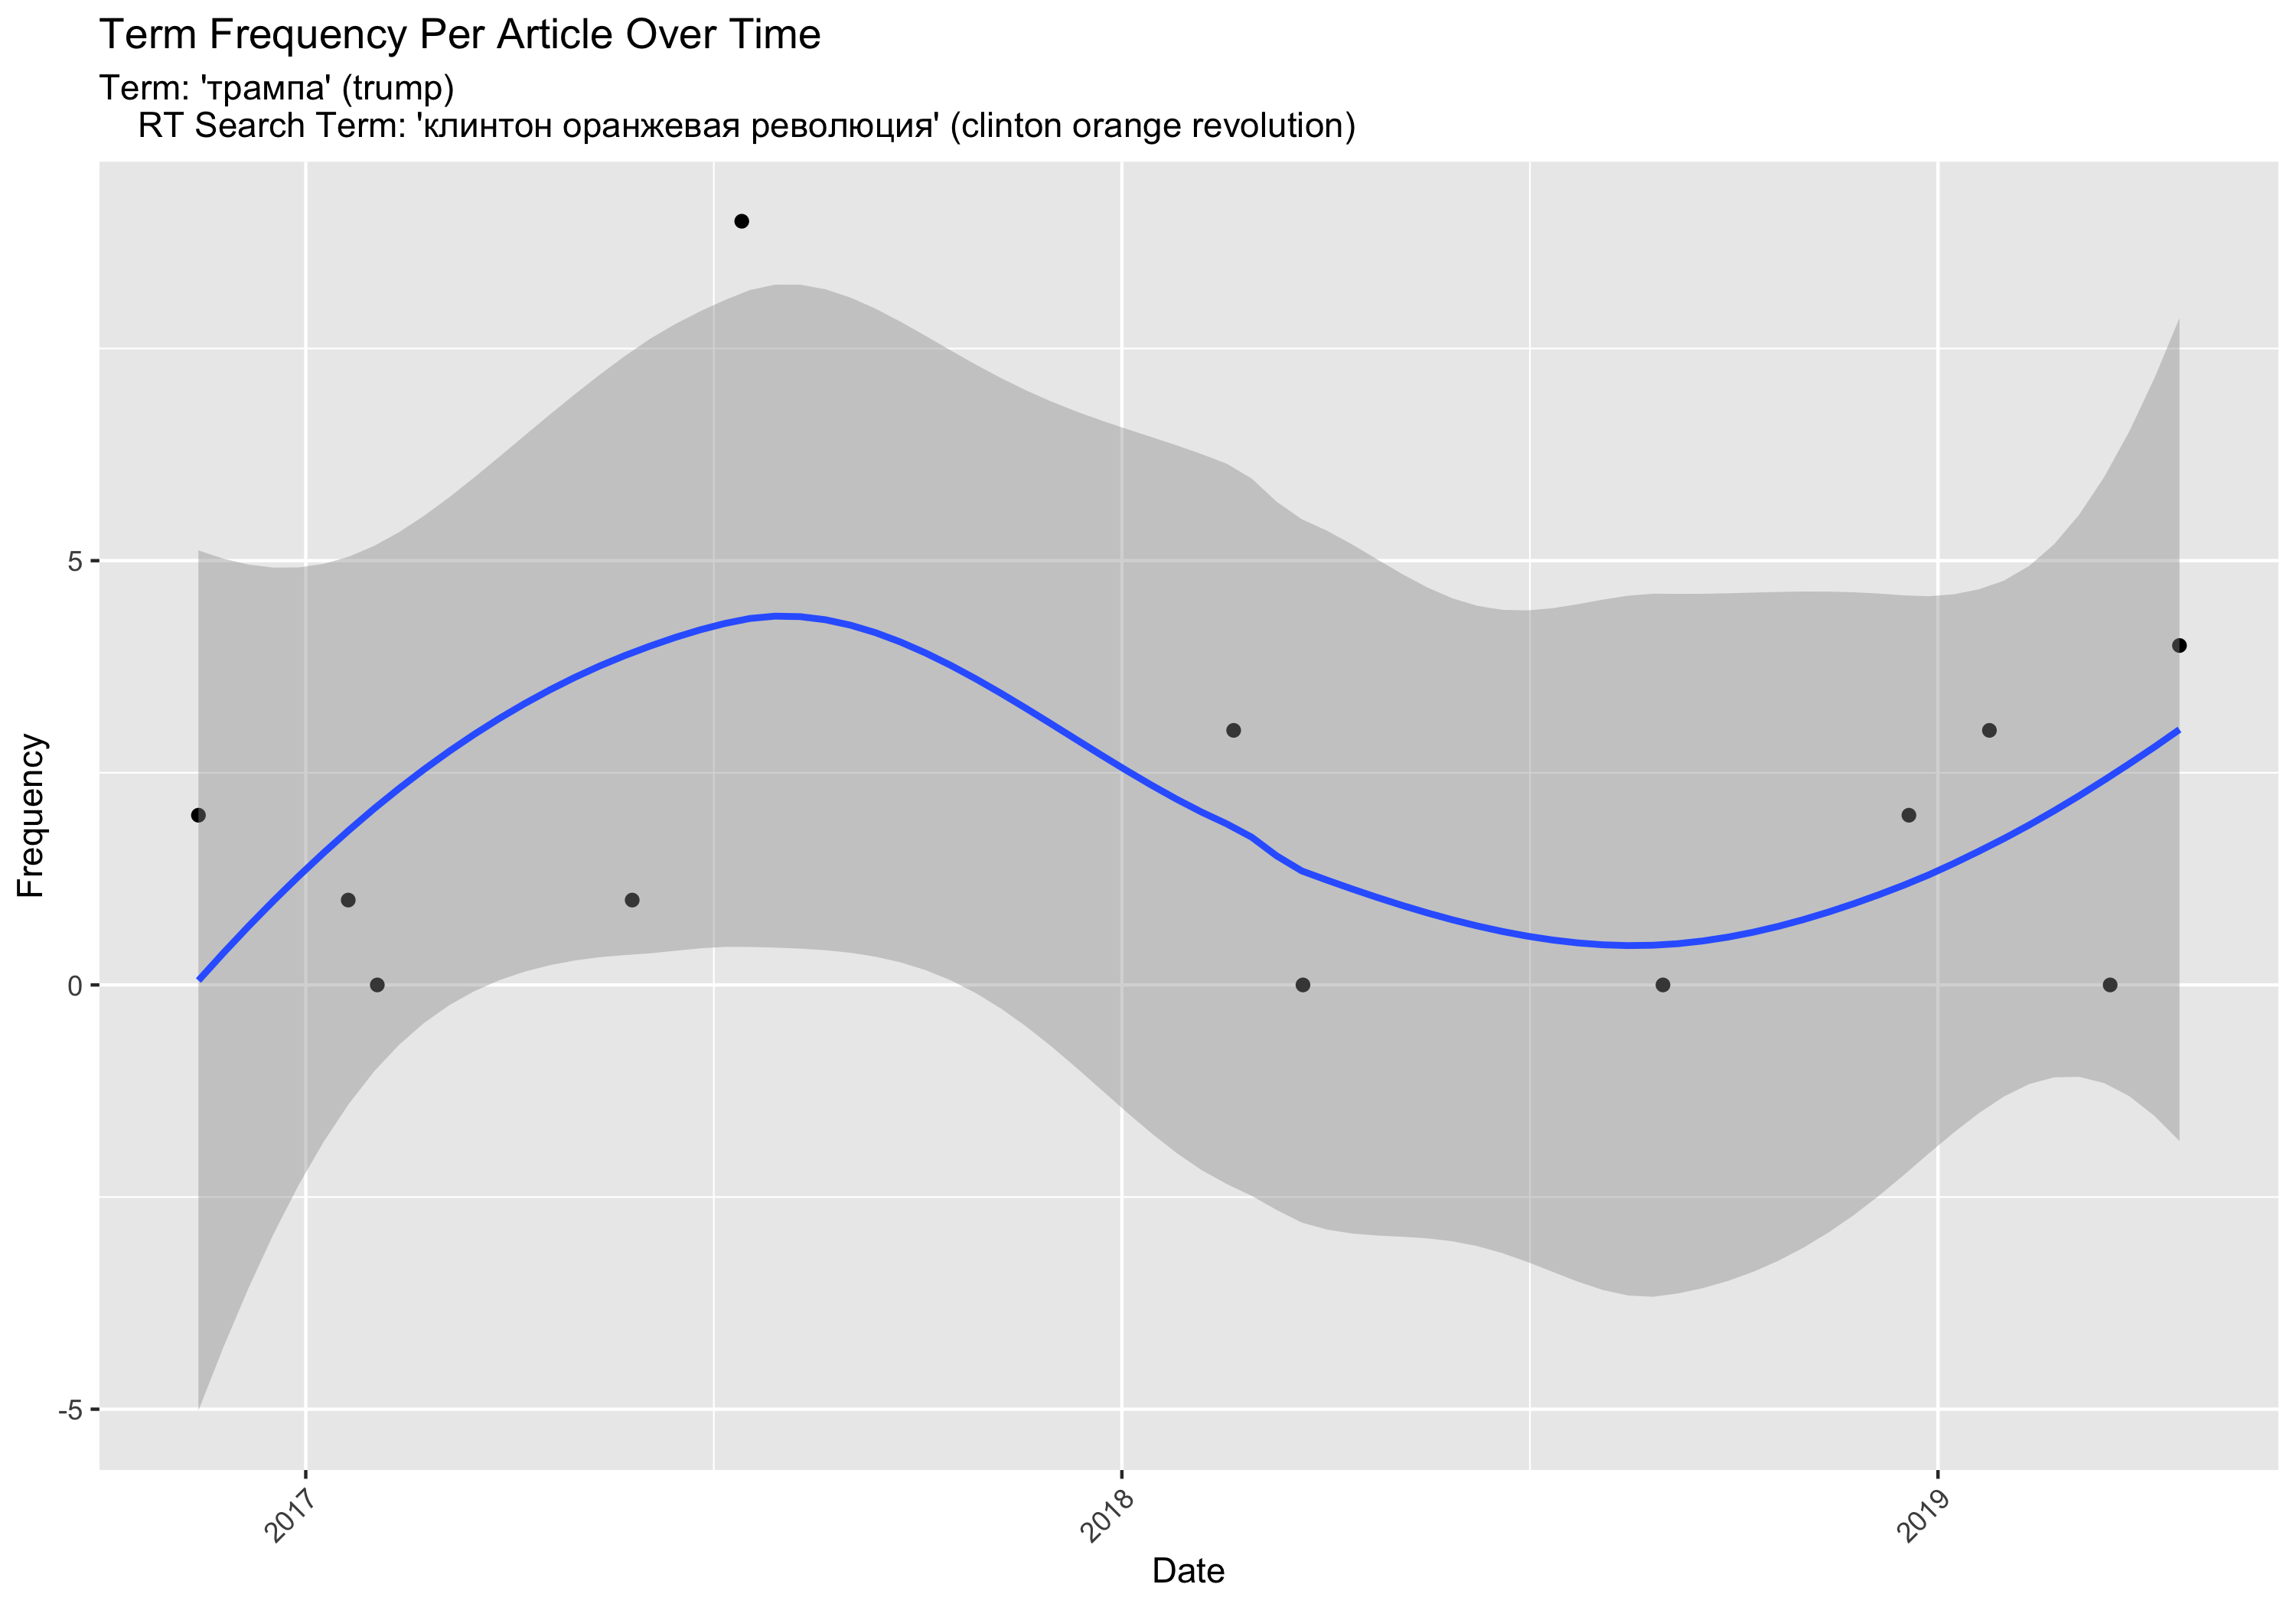 Term Frequency Per Article Over Time
Term: 'трампа' (trump)
RT Search Term: 'клинтон оранжевая революция' (clinton orange revolution)
Frequency
5
0
-5
2017
2018
2019
Date